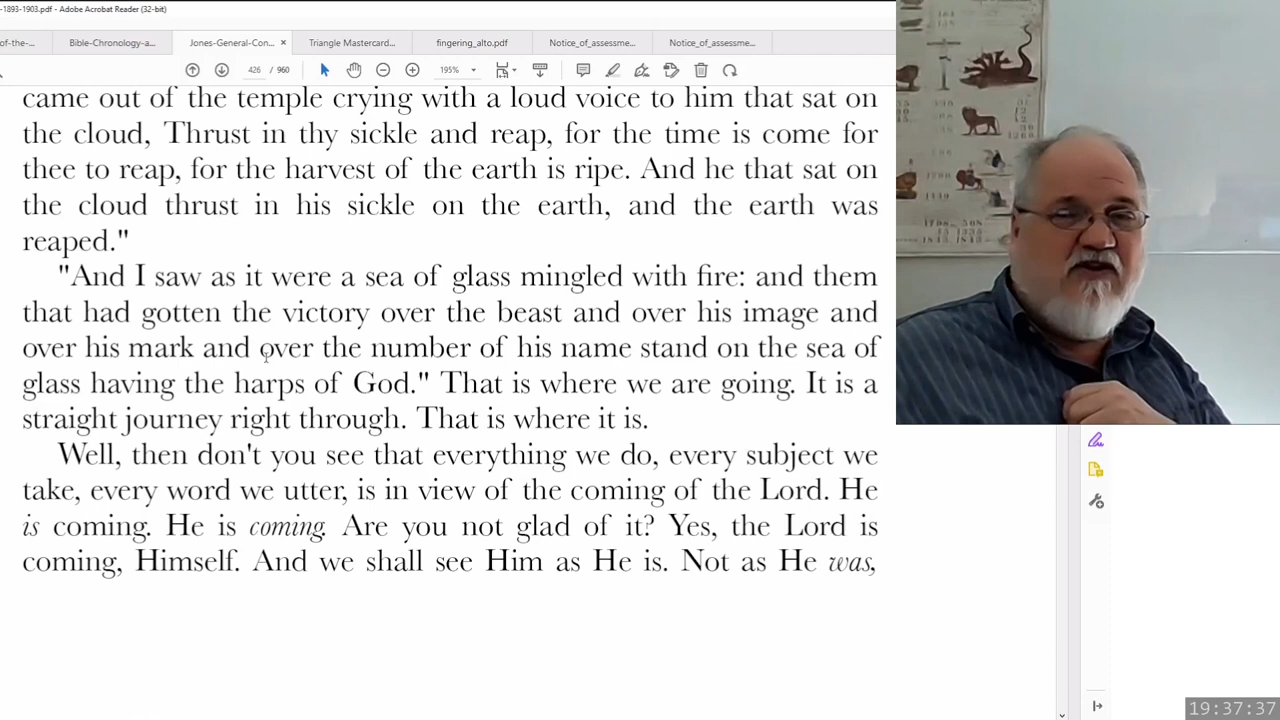 -1893-1903.pdf - Adobe Acrobat Reader (32-bit)
of-the-... Bible-Chronology-a... Jones-General-Con... × Triangle Mastercard... fingering_alto.pdf Notice_of_assessme... Notice_of_assessme...
426 / 960 195%
came out of the temple crying with a loud voice to him that sat on
the cloud, Thrust in thy sickle and reap, for the time is come for
thee to reap, for the harvest of the earth is ripe. And he that sat on
the cloud thrust in his sickle on the earth, and the earth was
reaped."
"And I saw as it were a sea of glass mingled with fire: and them
that had gotten the victory over the beast and over his image and
over his mark and over the number of his name stand on the sea of
glass having the harps of God." That is where we are going. It is a
straight journey right through. That is where it is.
Well, then don't you see that everything we do, every subject we
take, every word we utter, is in view of the coming of the Lord. He
is coming. He is coming. Are you not glad of it? Yes, the Lord is
coming, Himself. And we shall see Him as He is. Not as He was,
19:37:37